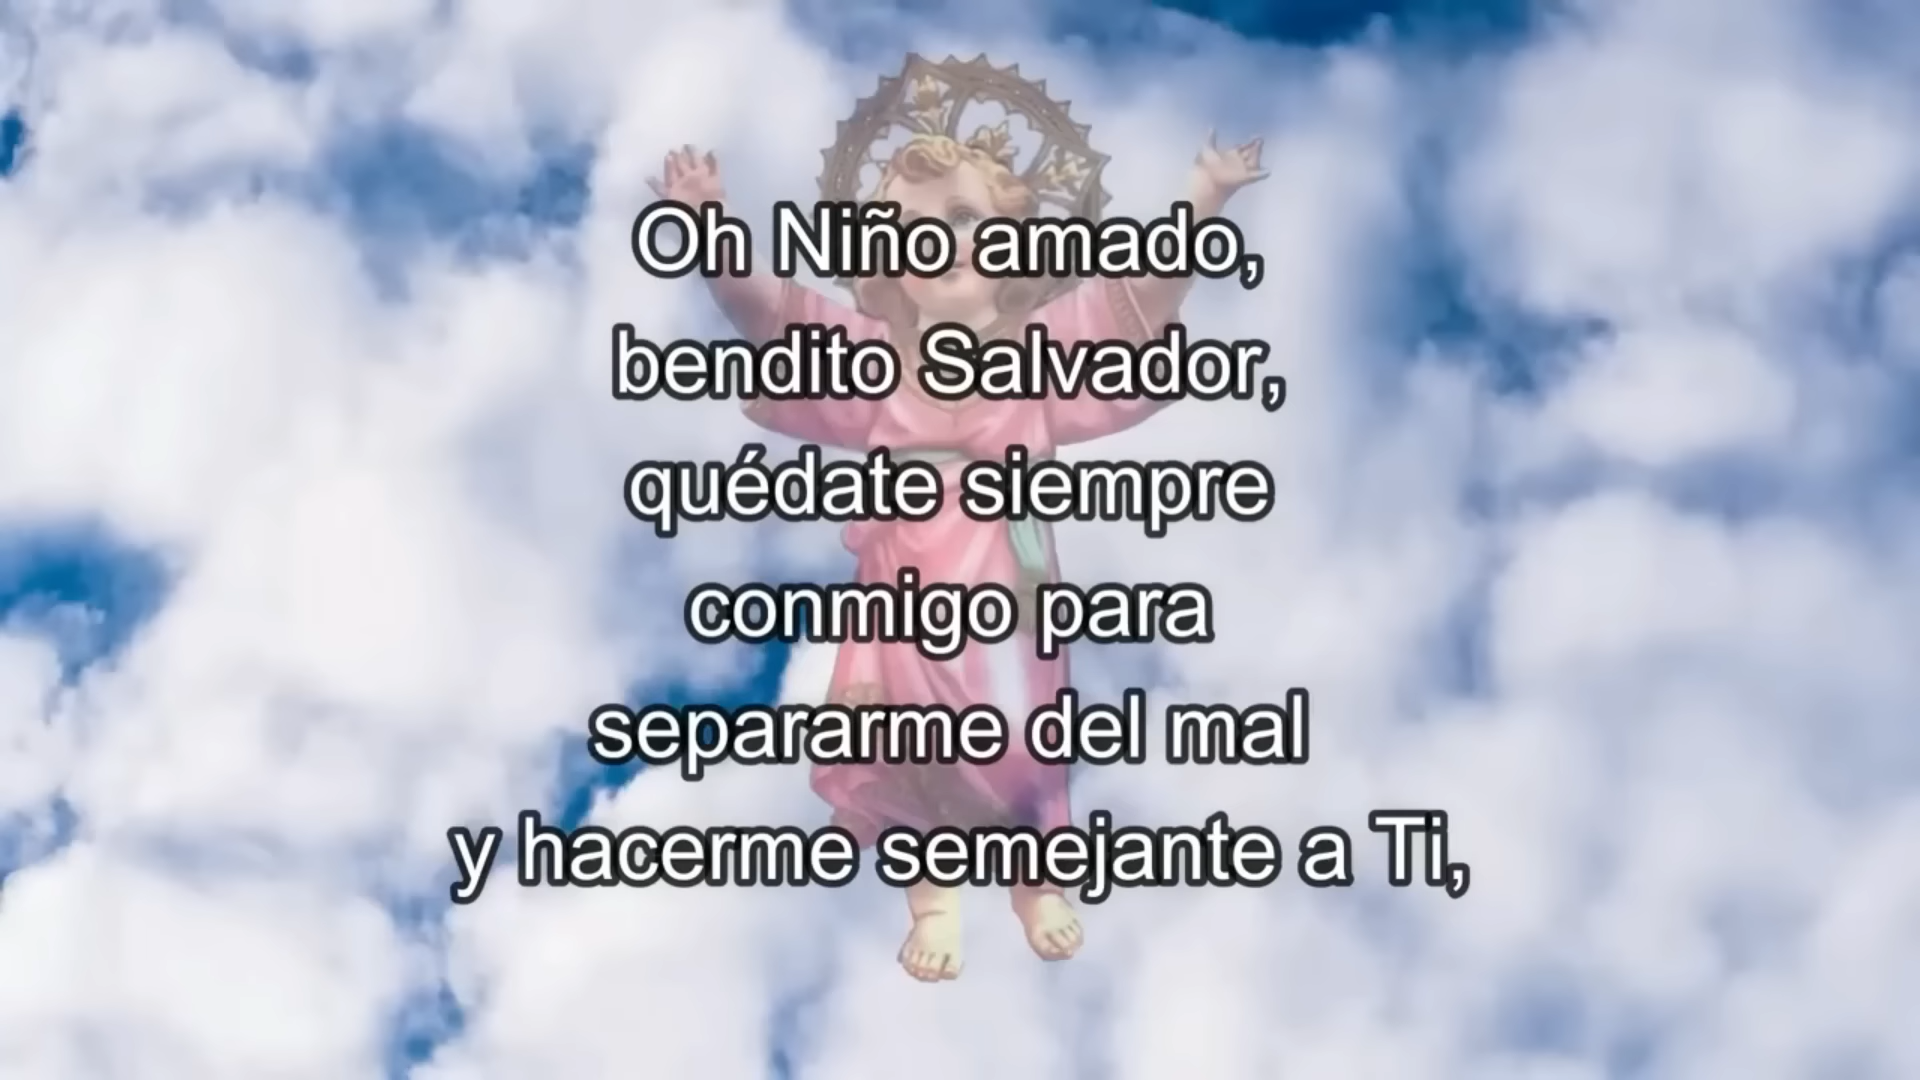 Oh Niño amado,
bendito Salvador,
quédate siempre
conmigo para
separarme del mal
y hacerme semejante a Ti,